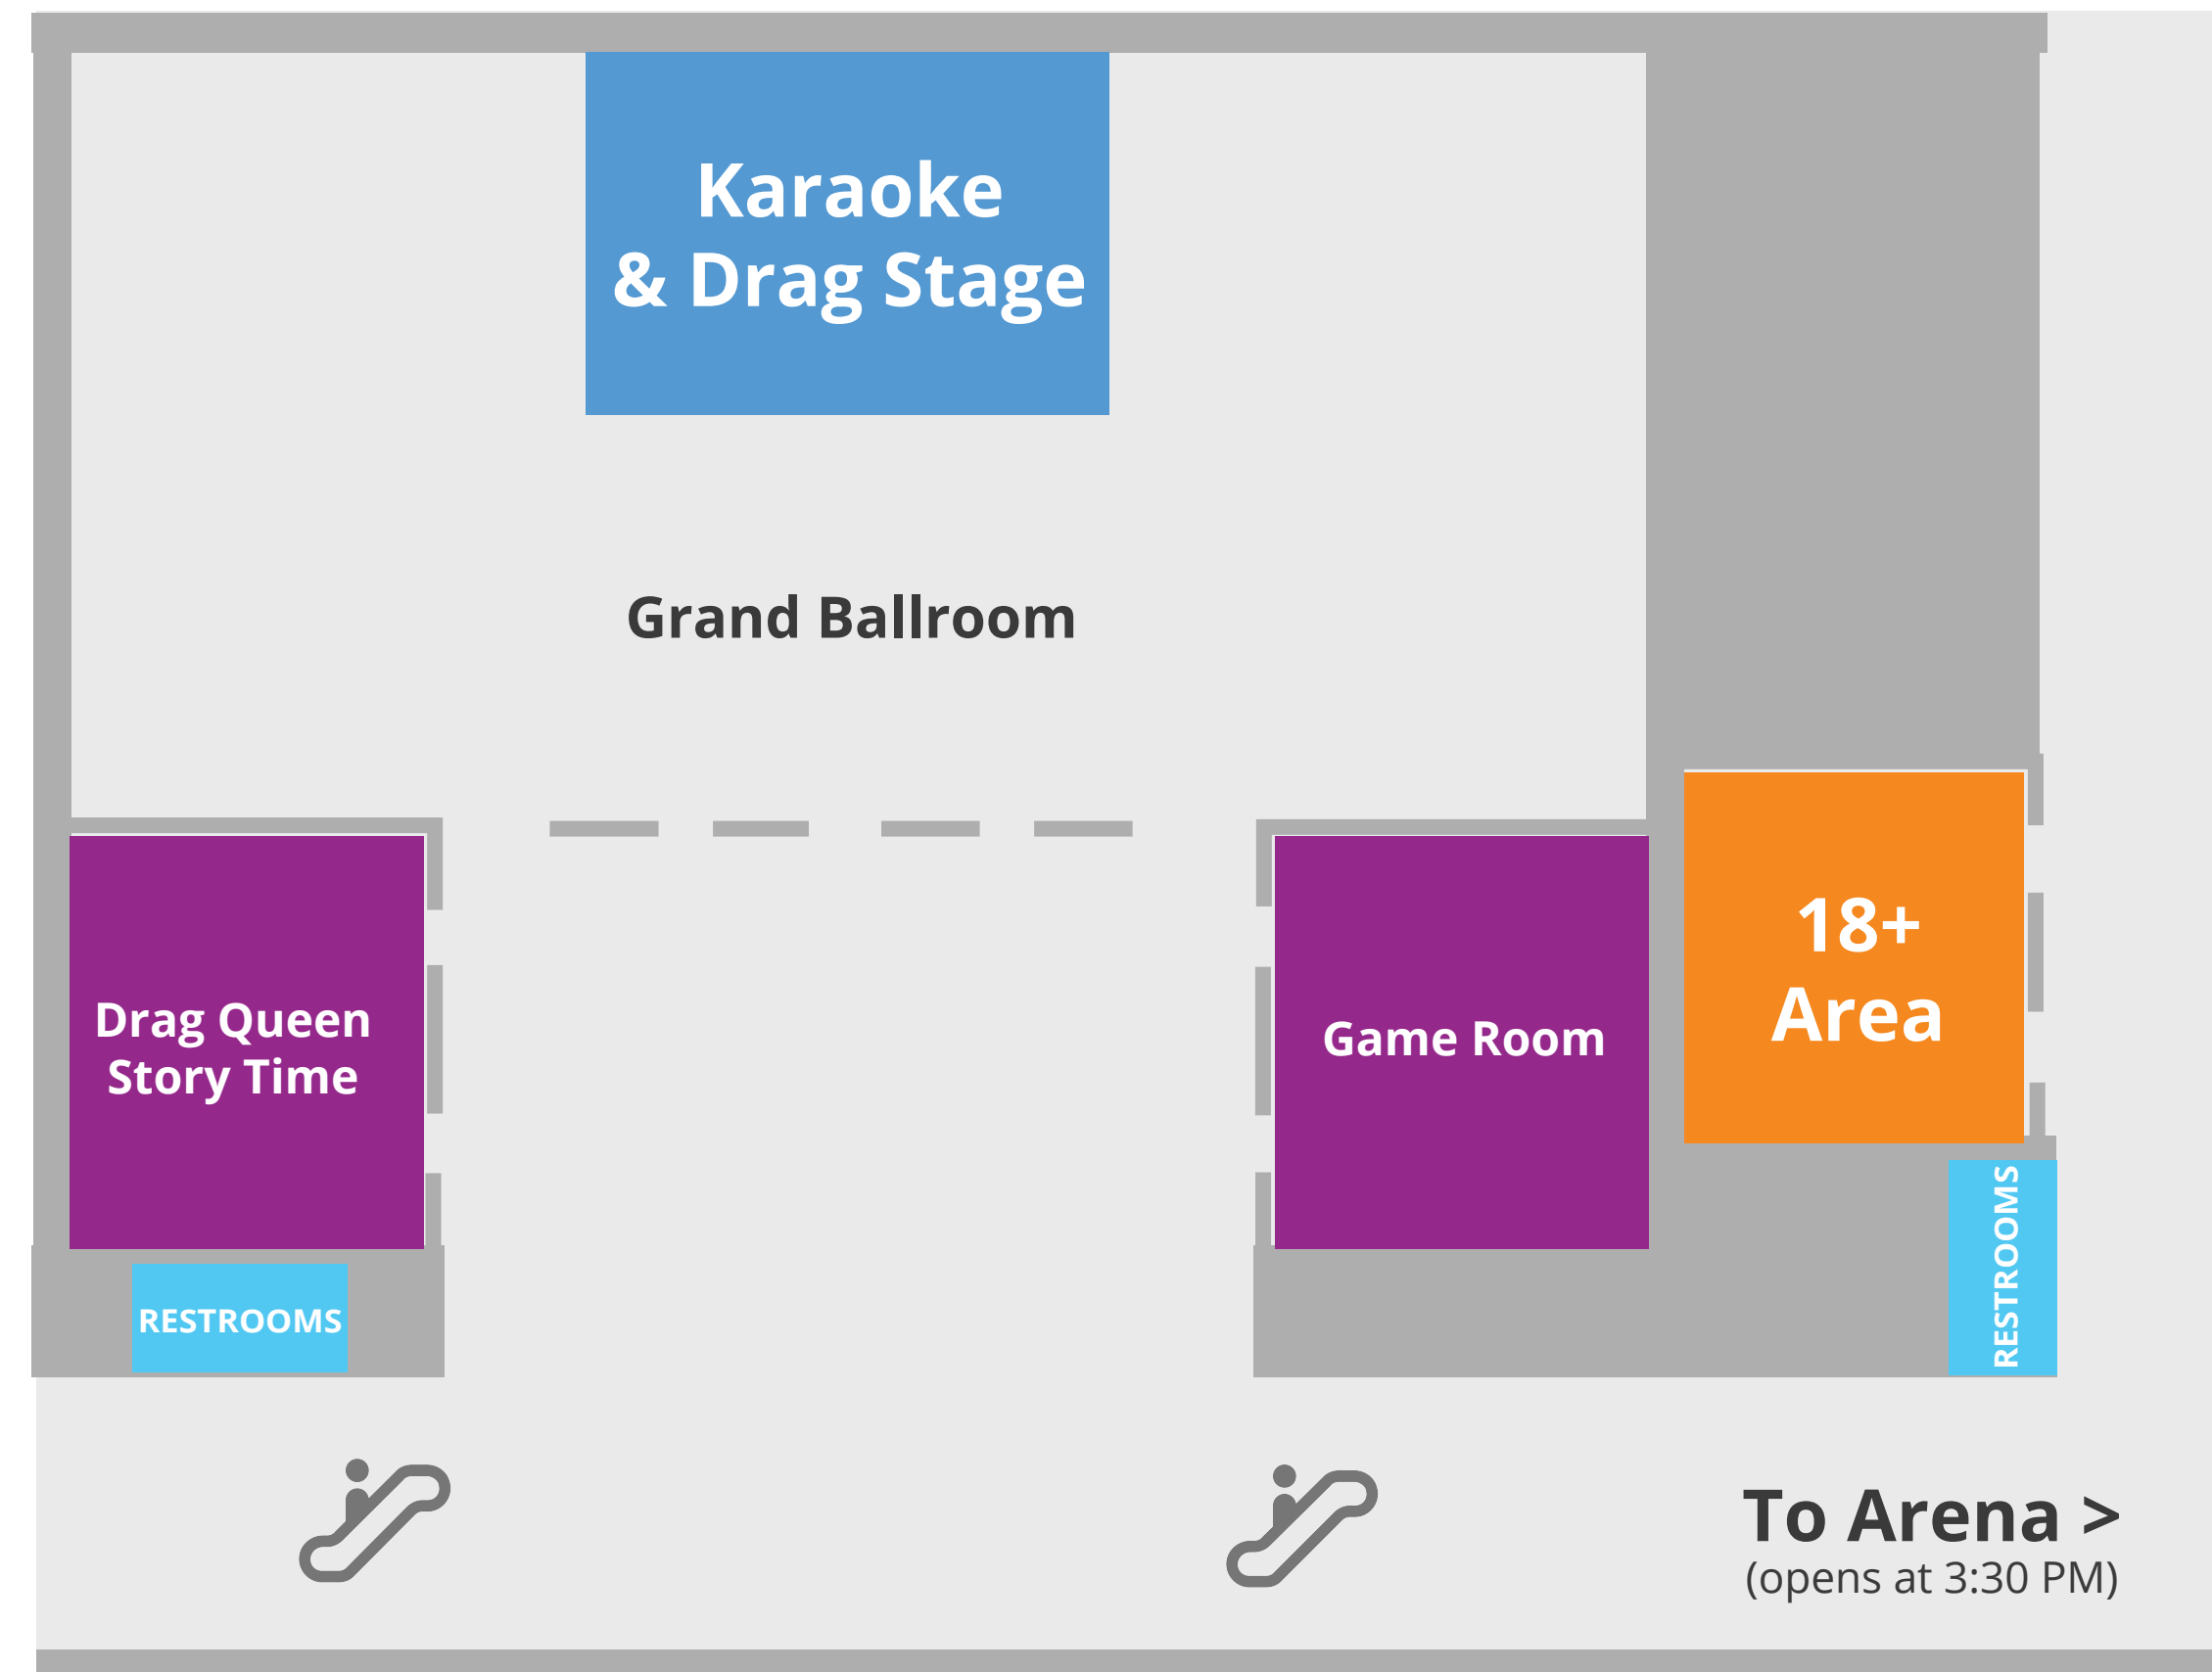 Karaoke
& Drag Stage
Grand Ballroom
18+
Area
Drag Queen
Story Time
Game Room
RESTROOMS
RESTROOMS
To Arena >
(opens at 3:30 PM)